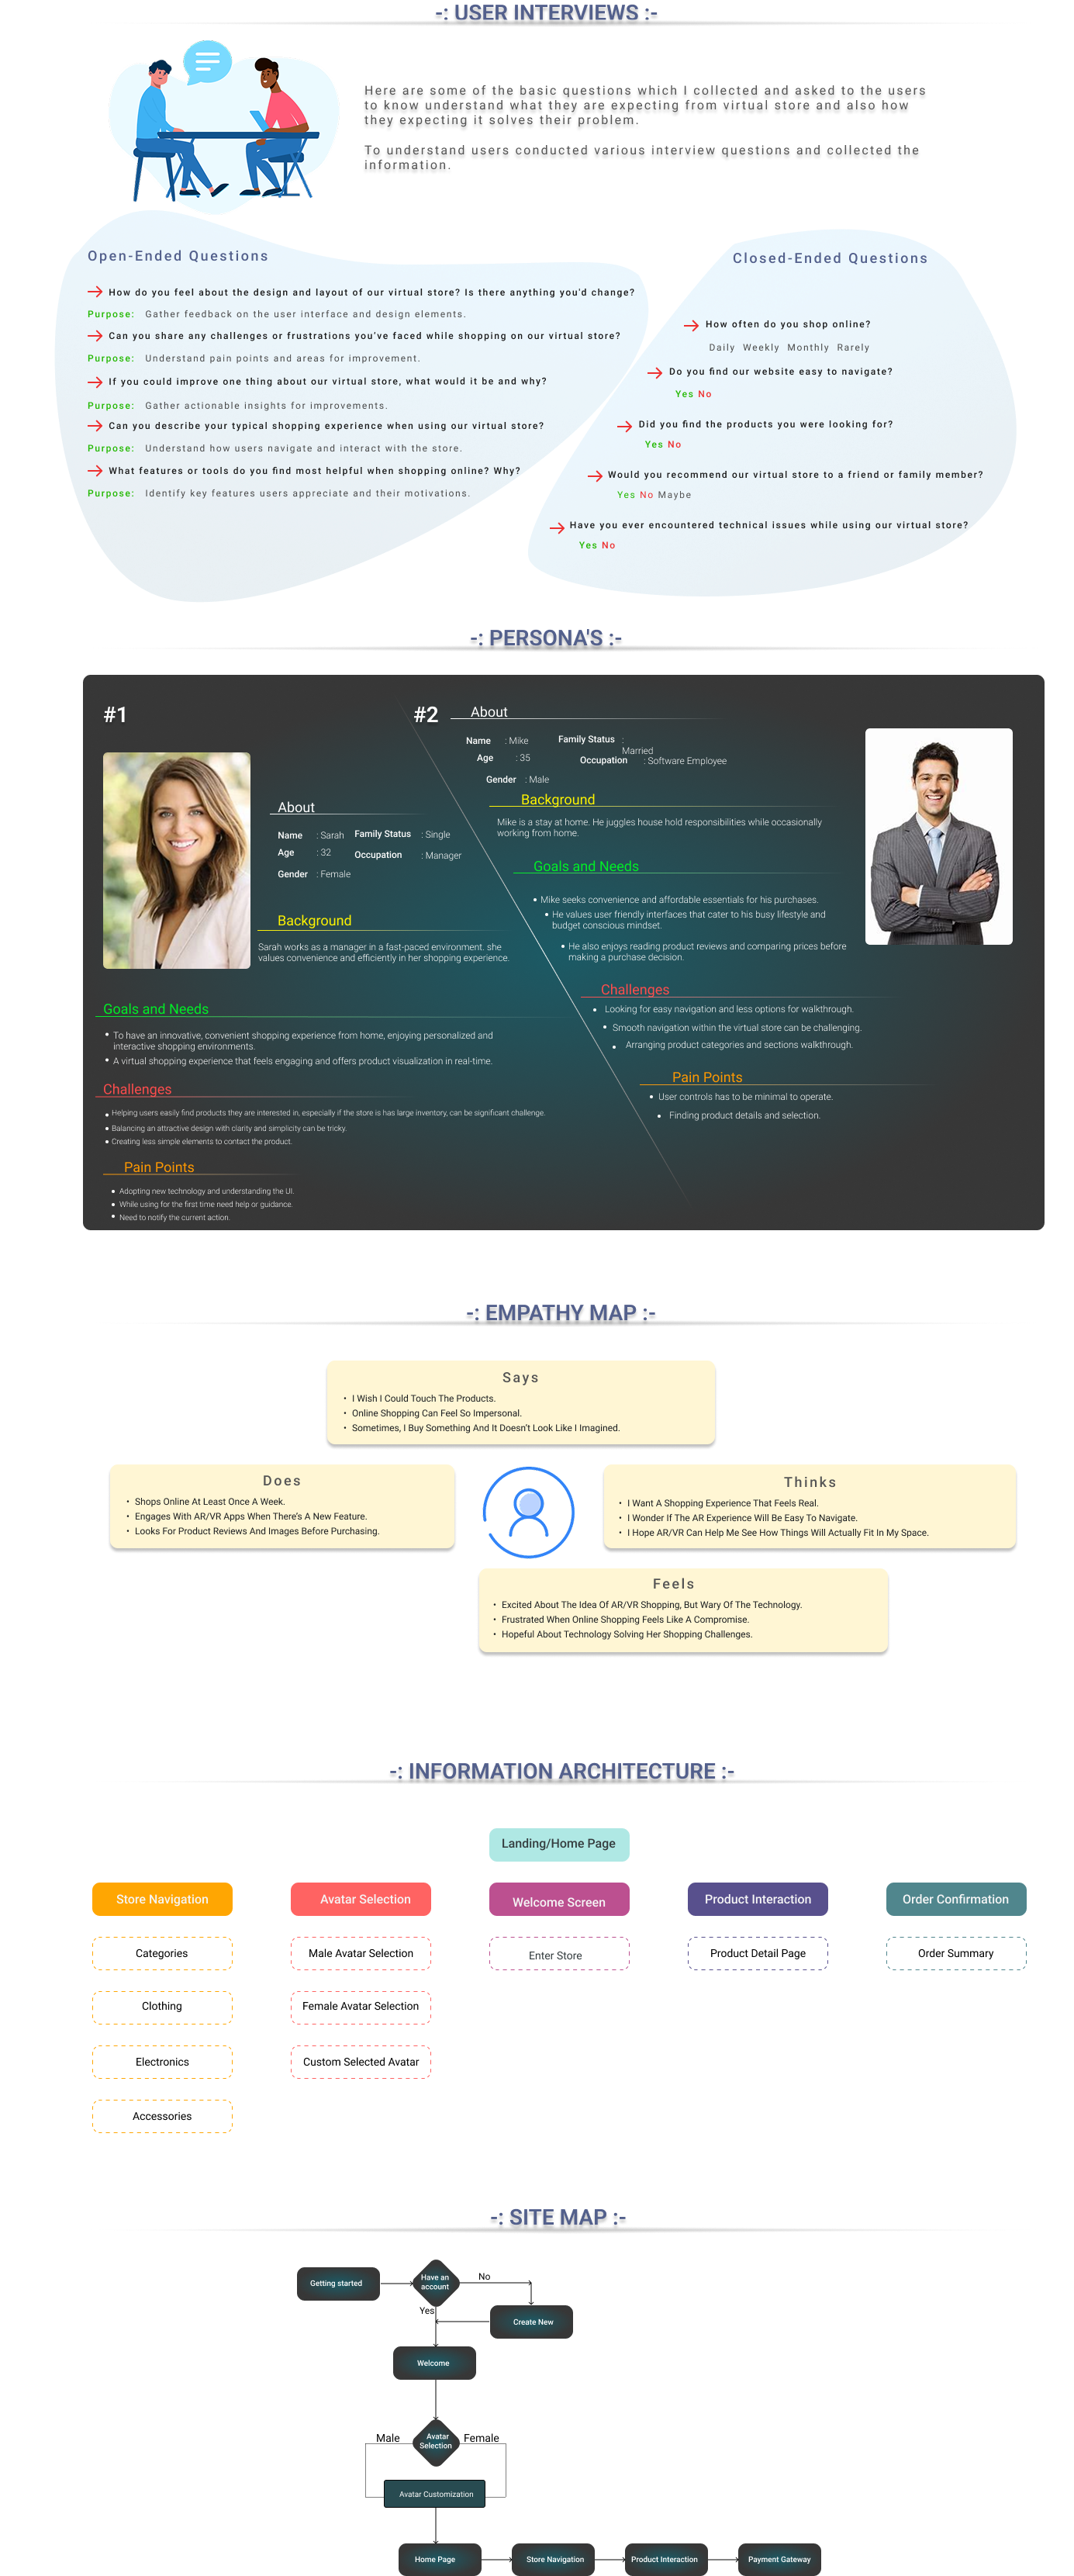 -: USER INTERVIEWS :-
Here are some of the basic questions which I collected and asked to the users
to know understand what they are expecting from virtual store and also how
they expecting it solves their problem.
To understand users conducted various interview questions and collected the
information.
Open-Ended Questions
How do you feel about the design and layout of our virtual store? Is there anything you'd change?
Purpose: Gather feedback on the user interface and design elements.
Can you share any challenges or frustrations you've faced while shopping on our virtual store?
Purpose: Understand pain points and areas for improvement.
If you could improve one thing about our virtual store, what would it be and why?
Purpose: Gather actionable insights for improvements.
Can you describe your typical shopping experience when using our virtual store?
Purpose: Understand how users navigate and interact with the store.
What features or tools do you find most helpful when shopping online? Why?
Purpose: Identify key features users appreciate and their motivations.
Closed-Ended Questions
How often do you shop online?
Daily Weekly Monthly Rarely
Do you find our website easy to navigate?
Yes No
Did you find the products you were looking for?
Yes No
Would you recommend our virtual store to a friend or family member?
Yes No Maybe
Have you ever encountered technical issues while using our virtual store?
Yes No
-: PERSONA'S :-
#1
About
Name : Sarah Family Status : Single
Age : 32 Occupation : Manager
Gender : Female
Background
Sarah works as a manager in a fast-paced environment. she
values convenience and efficiently in her shopping experience.
Goals and Needs
• To have an innovative, convenient shopping experience from home, enjoying personalized and
interactive shopping environments.
• A virtual shopping experience that feels engaging and offers product visualization in real-time.
Challenges
• Helping users easily find products they are interested in, especially if the store is has large inventory, can be significant challenge.
• Balancing an attractive design with clarity and simplicity can be tricky.
• Creating less simple elements to contact the product.
Pain Points
• Adopting new technology and understanding the UI.
• While using for the first time need help or guidance.
• Need to notify the current action.
#2
About
Name : Mike Family Status :
Married
Age : 35 Occupation : Software Employee
Gender : Male
Background
Mike is a stay at home. He juggles house hold responsibilities while occasionally
working from home.
Goals and Needs
• Mike seeks convenience and affordable essentials for his purchases.
• He values user friendly interfaces that cater to his busy lifestyle and
budget conscious mindset.
• He also enjoys reading product reviews and comparing prices before
making a purchase decision.
Challenges
• Looking for easy navigation and less options for walkthrough.
• Smooth navigation within the virtual store can be challenging.
• Arranging product categories and sections walkthrough.
Pain Points
• User controls has to be minimal to operate.
• Finding product details and selection.
-: EMPATHY MAP :-
Says
• I Wish I Could Touch The Products.
• Online Shopping Can Feel So Impersonal.
• Sometimes, I Buy Something And It Doesn't Look Like I Imagined.
Does
• Shops Online At Least Once A Week.
• Engages With AR/VR Apps When There's A New Feature.
• Looks For Product Reviews And Images Before Purchasing.
Thinks
• I Want A Shopping Experience That Feels Real.
• I Wonder If The AR Experience Will Be Easy To Navigate.
• I Hope AR/VR Can Help Me See How Things Will Actually Fit In My Space.
Feels
• Excited About The Idea Of AR/VR Shopping, But Wary Of The Technology.
• Frustrated When Online Shopping Feels Like A Compromise.
• Hopeful About Technology Solving Her Shopping Challenges.
-: INFORMATION ARCHITECTURE :-
Landing/Home Page
Store Navigation
Categories
Clothing
Electronics
Accessories
Avatar Selection
Male Avatar Selection
Female Avatar Selection
Custom Selected Avatar
Welcome Screen
Enter Store
Product Interaction
Product Detail Page
Order Confirmation
Order Summary
-: SITE MAP :-
Getting started
Have an
account
No
Yes
Create New
Welcome
Male
Avatar
Selection
Female
Avatar Customization
Home Page
Store Navigation
Product Interaction
Payment Gateway